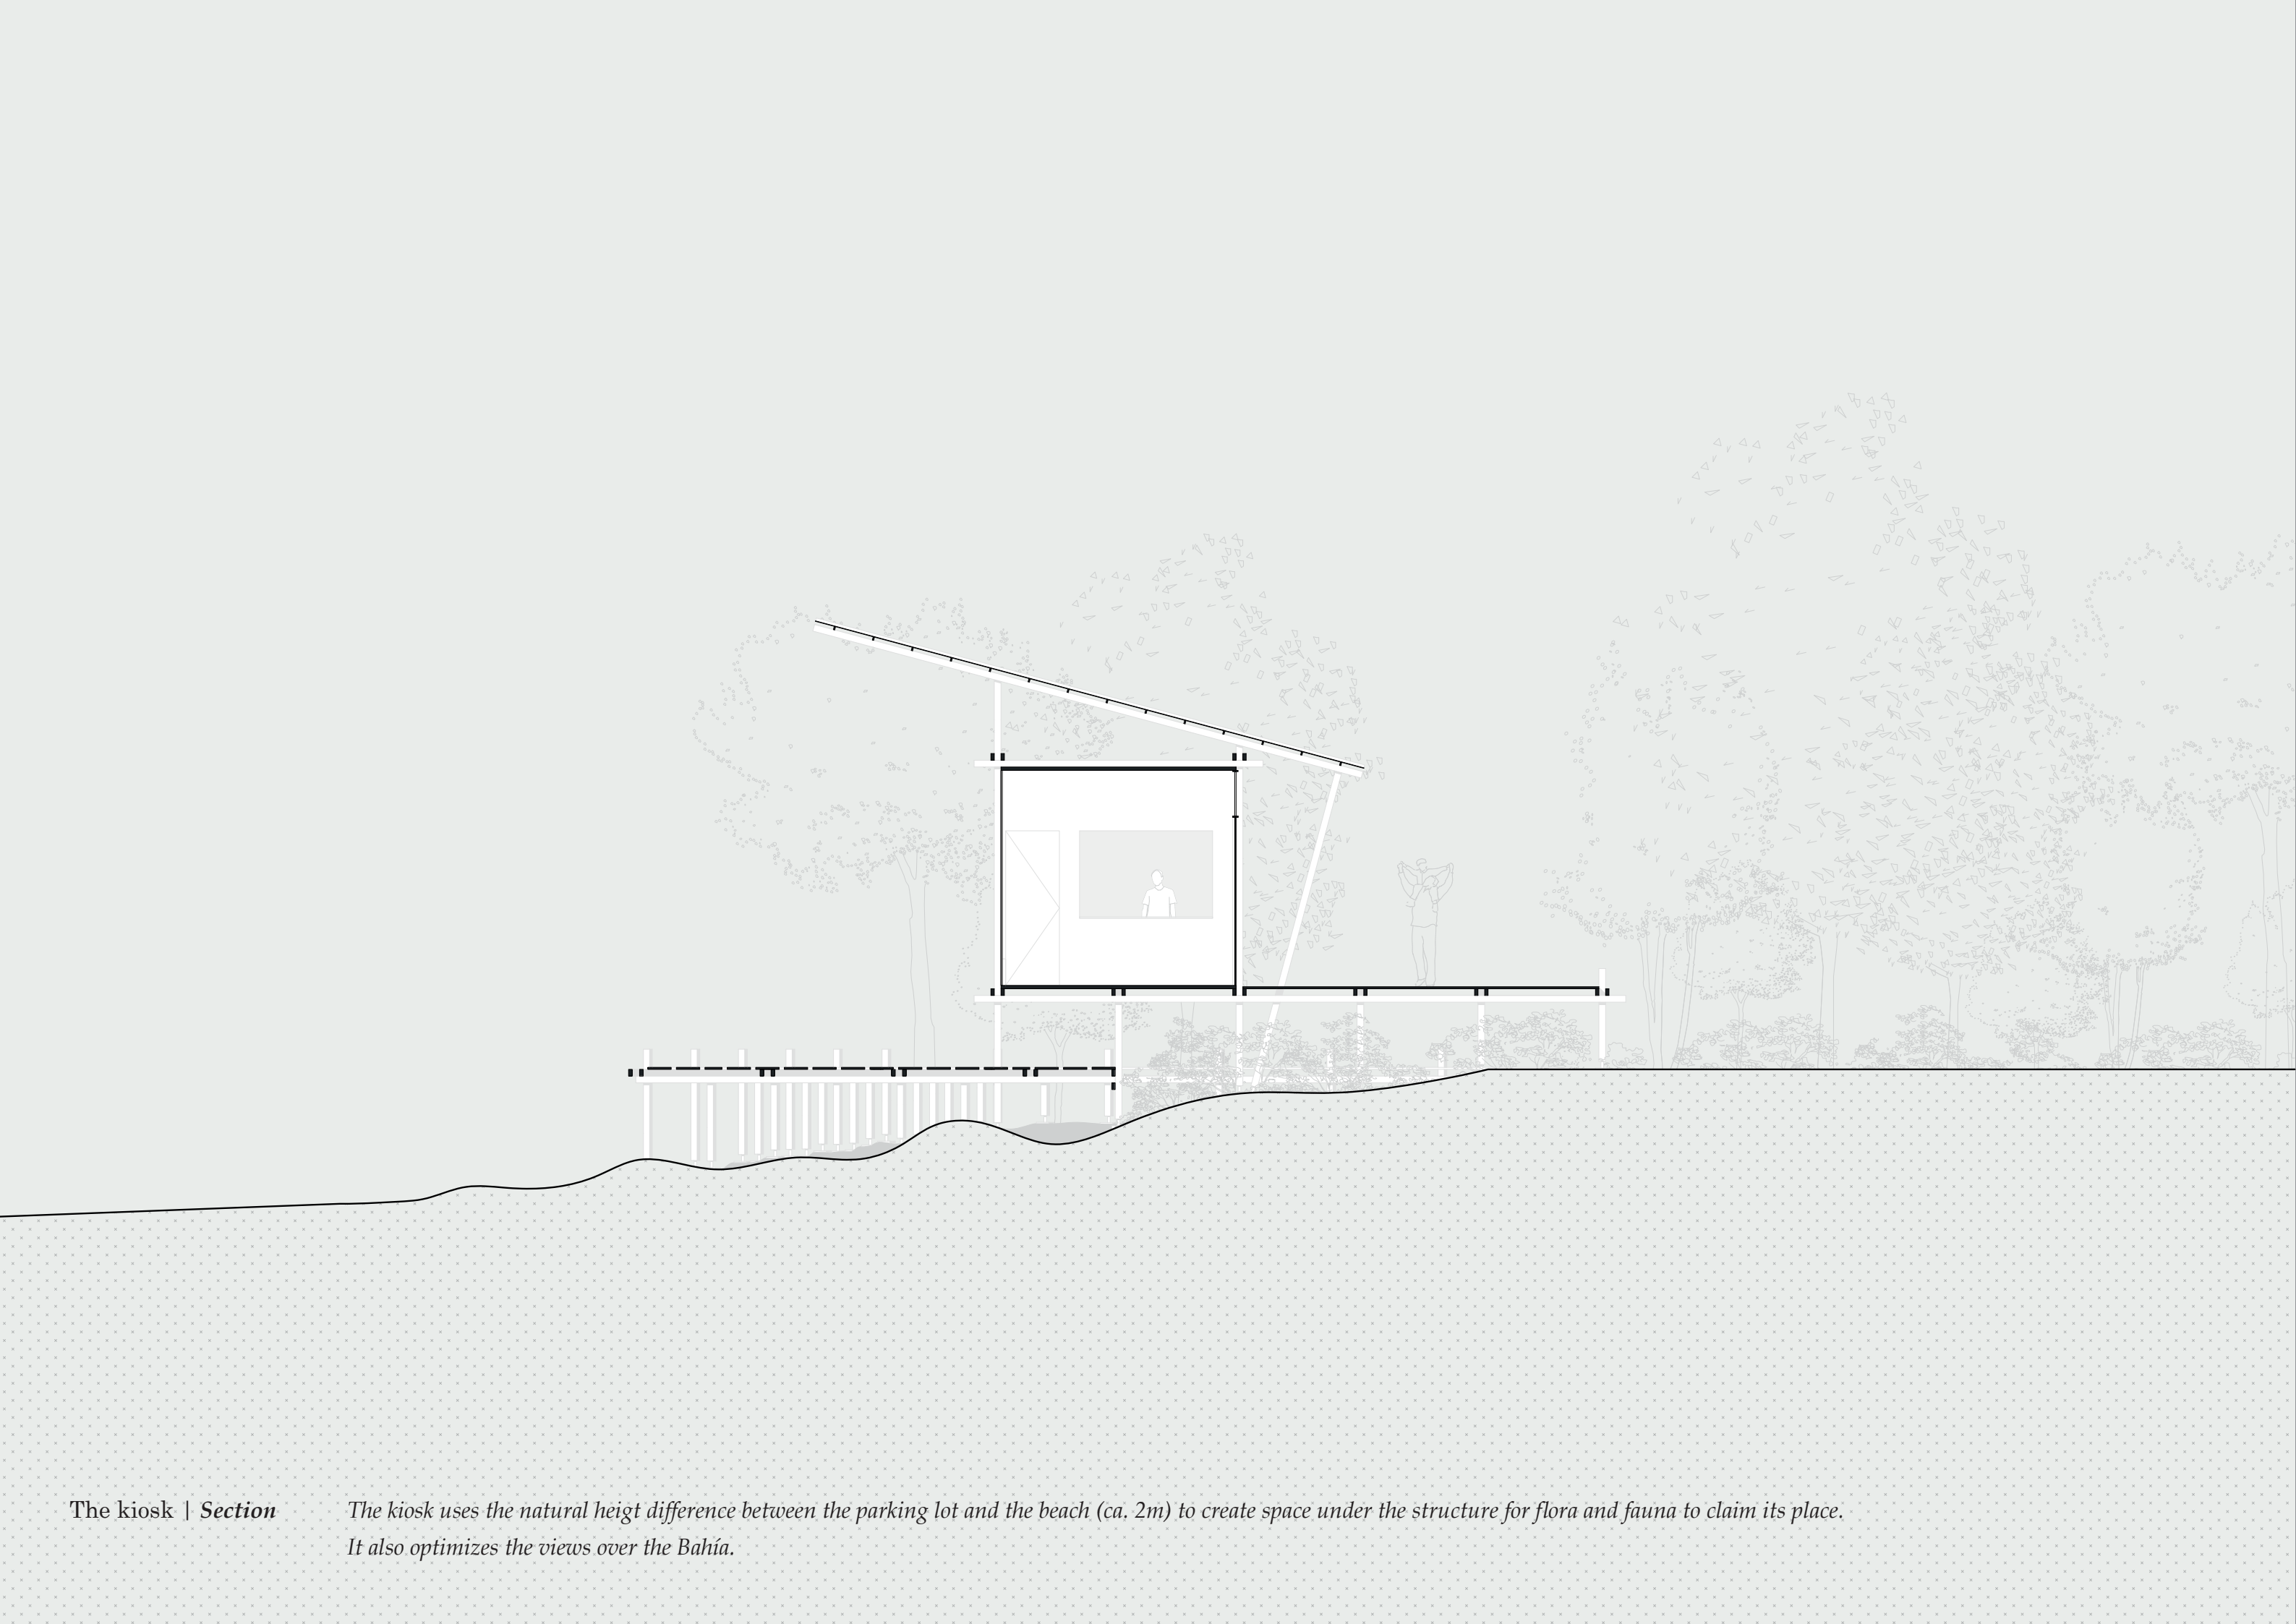 The kiosk | Section
The kiosk uses the natural heigt difference between the parking lot and the beach (ca. 2m) to create space under the structure for flora and fauna to claim its place.
It also optimizes the views over the Bahía.